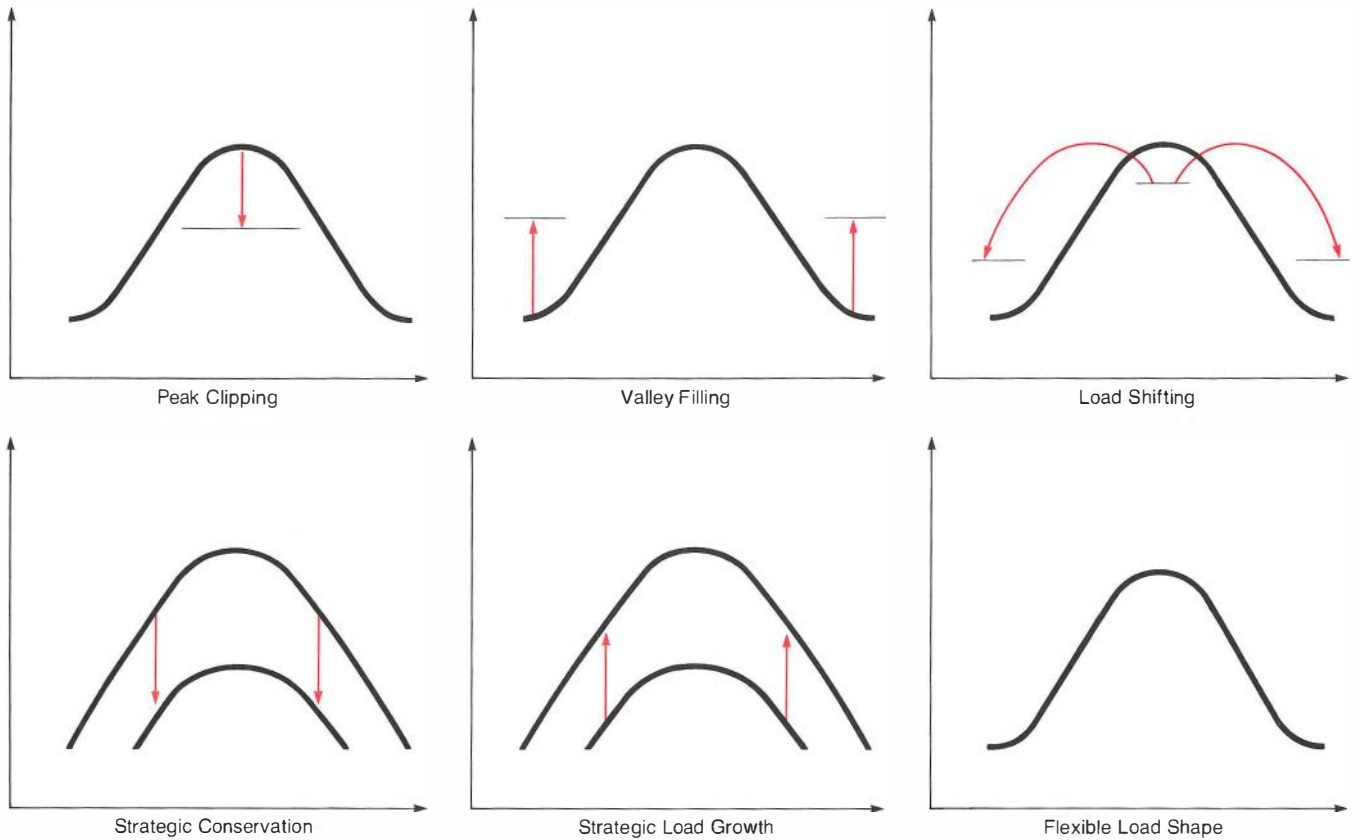 Peak Clipping
Valley Filling
Load Shifting
Strategic Conservation
Strategic Load Growth
Flexible Load Shape